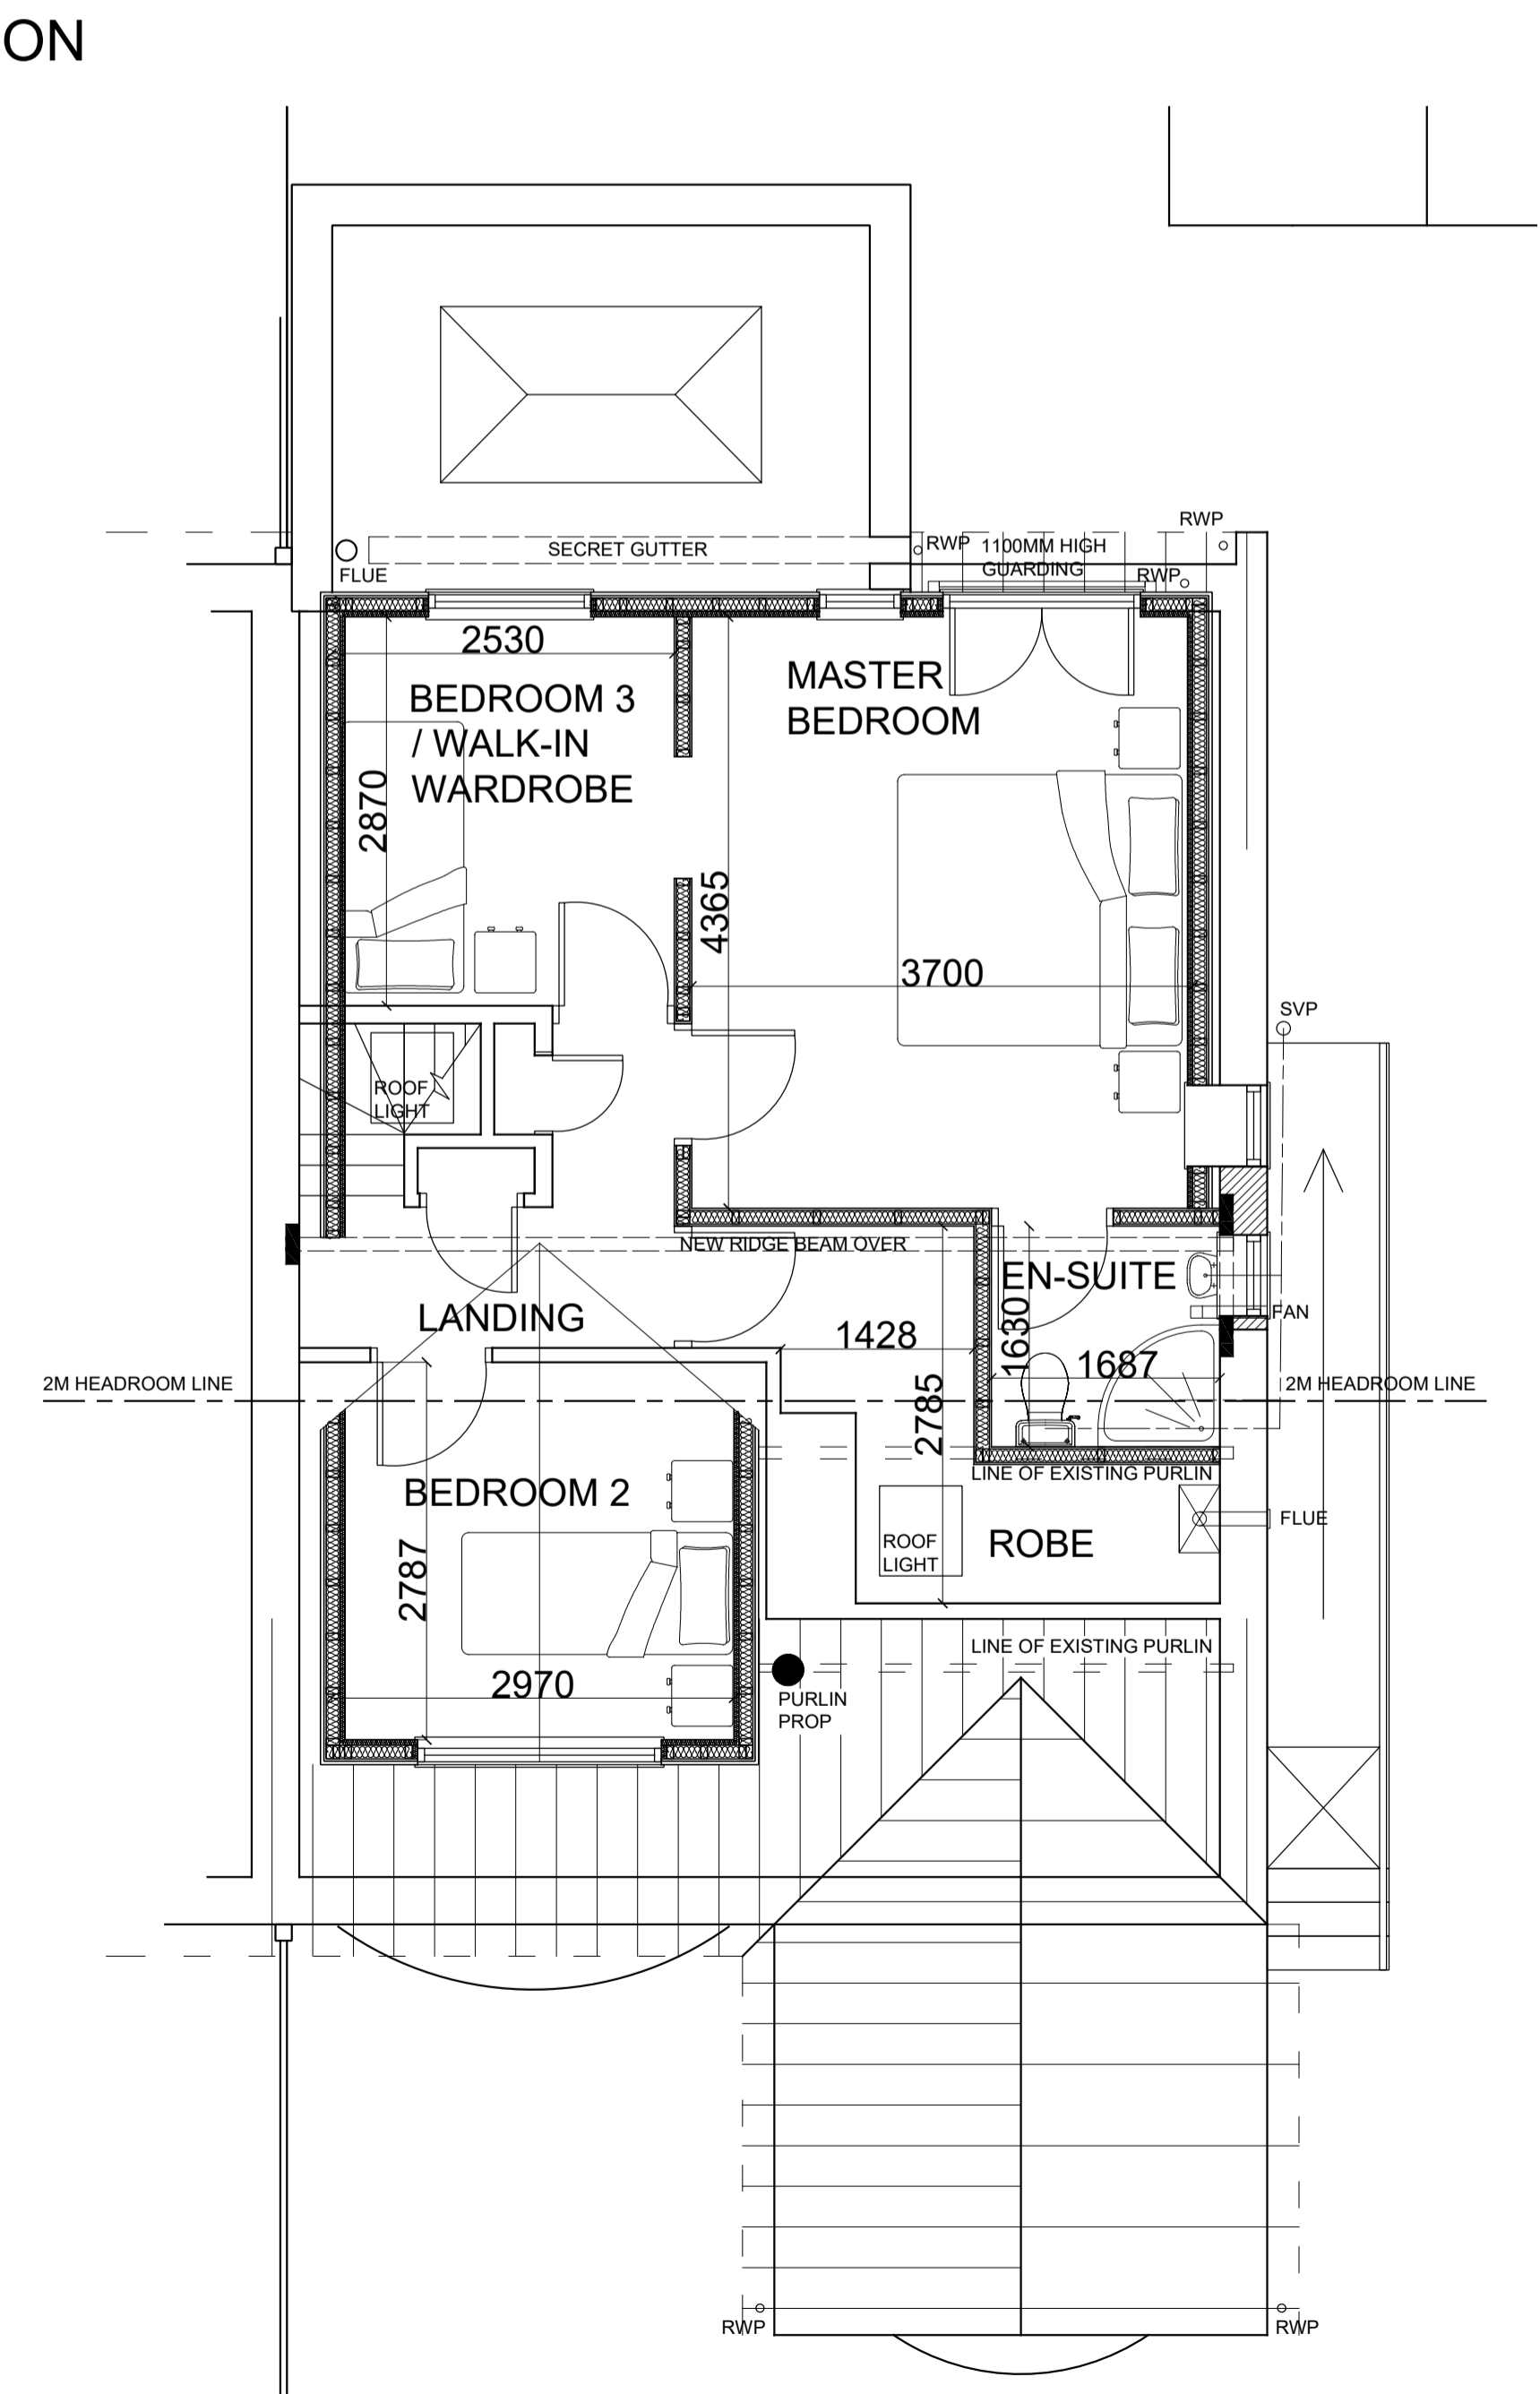 ON
RWP
SECRET GUTTER
RWP
1100MM HIGH
GUARDING
FLUE
RWP
2530
BEDROOM 3
/ WALK-IN
WARDROBE
MASTER
BEDROOM
2870
4365
3700
SVP
ROOF
LIGHT
NEW RIDGE BEAM OVER
EN-SUITE
LANDING
FAN
1428
1630
1687
2M HEADROOM LINE
2M HEADROOM LINE
2785
LINE OF EXISTING PURLIN
BEDROOM 2
FLUE
ROOF
LIGHT
ROBE
2787
LINE OF EXISTING PURLIN
2970
PURLIN
PROP
RWP
RWP